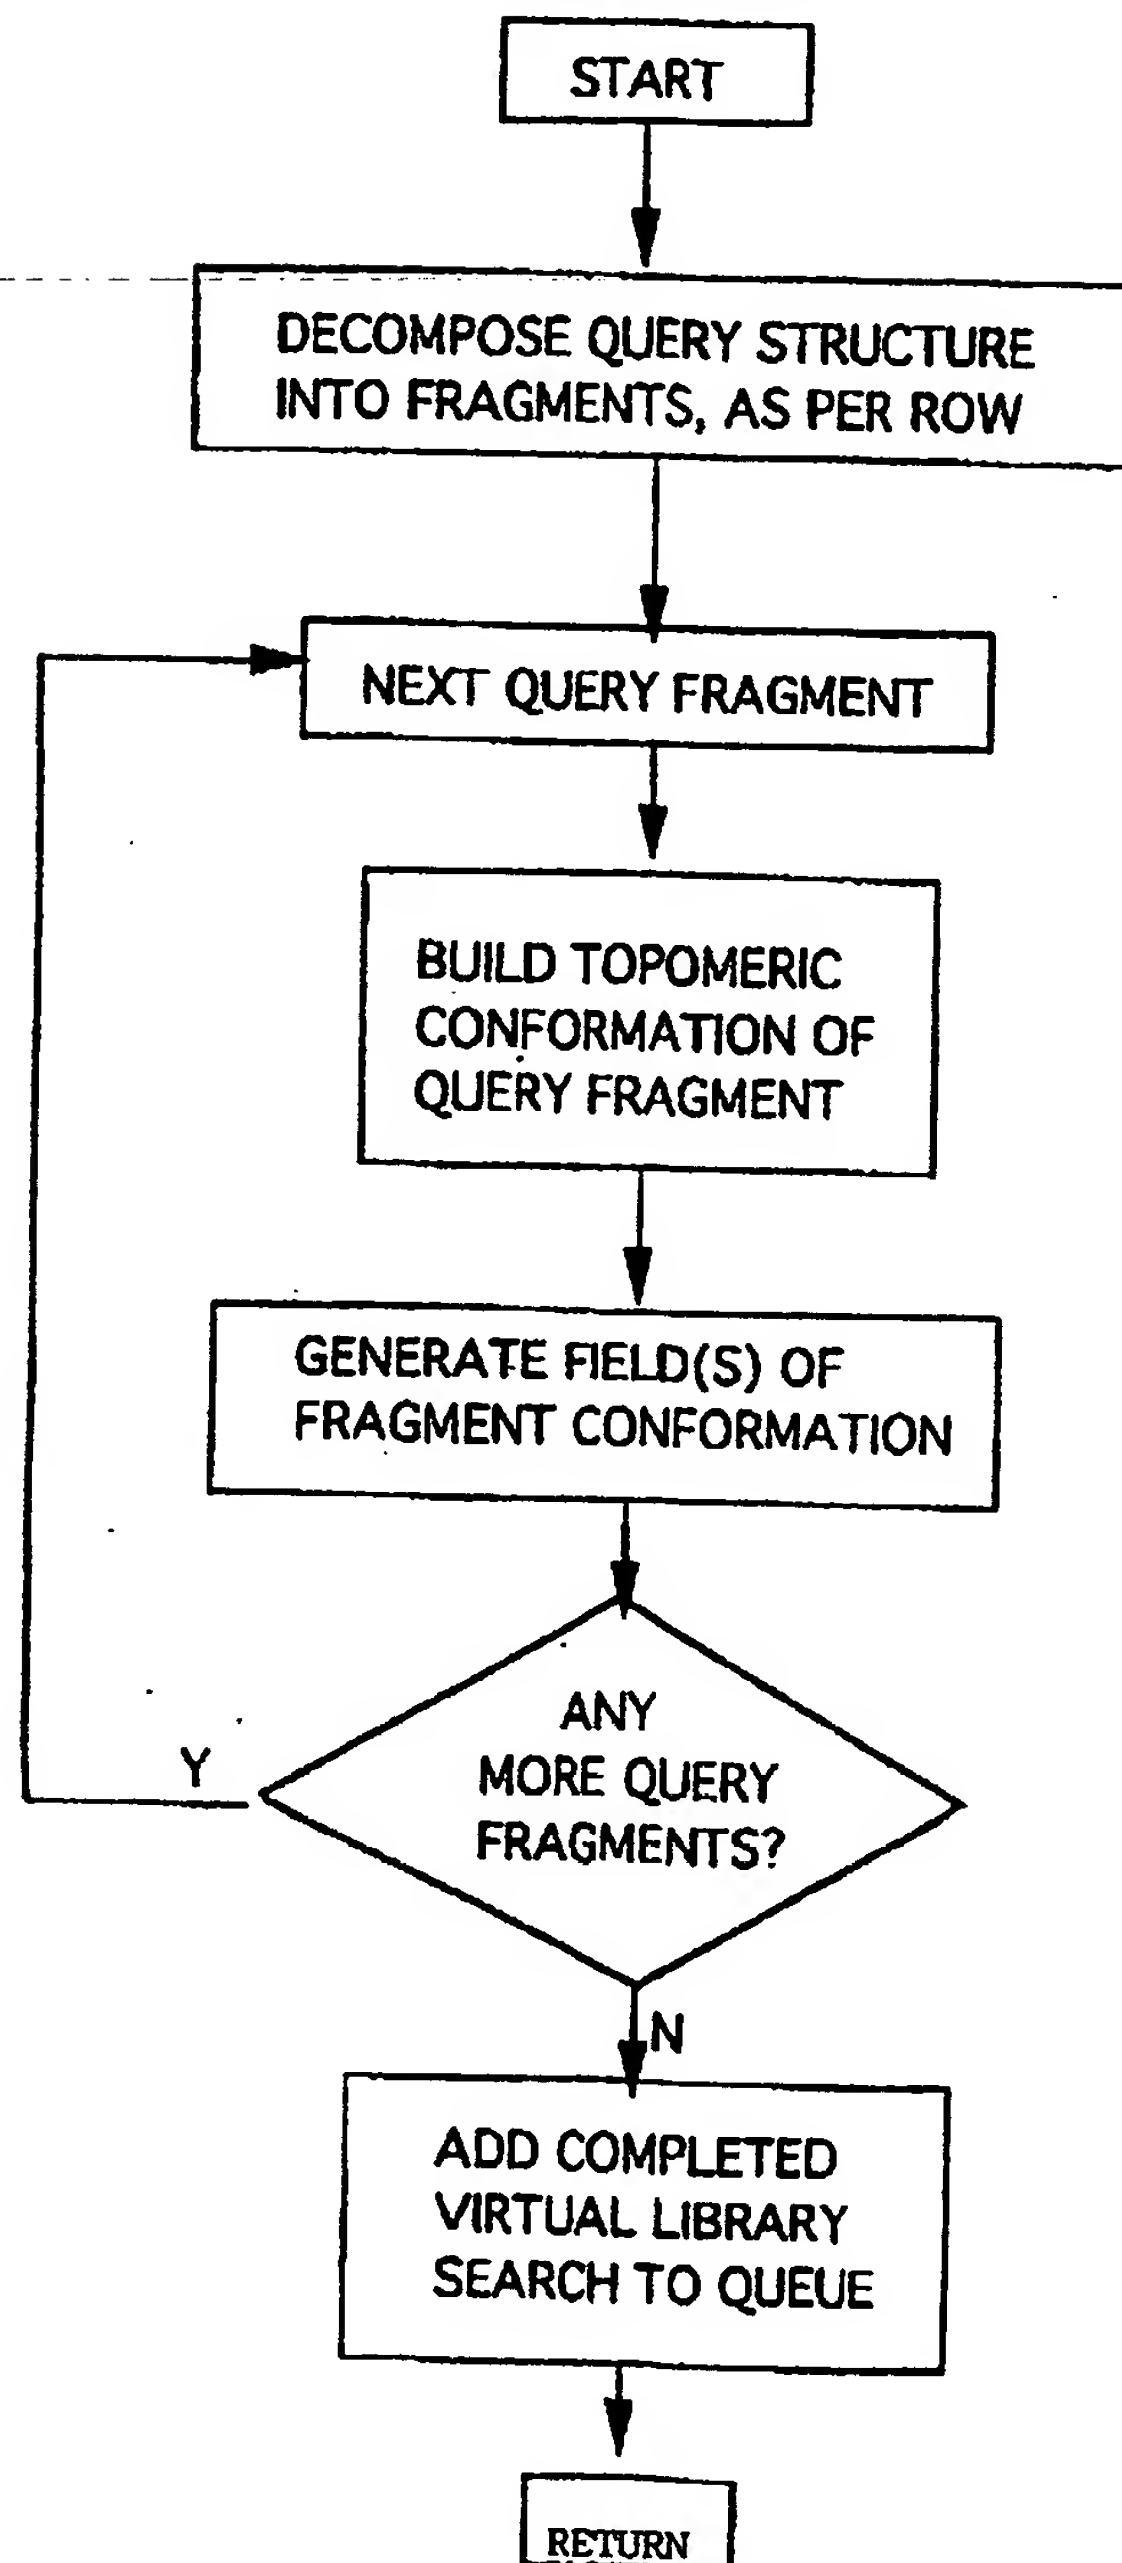 START
DECOMPOSE QUERY STRUCTURE
INTO FRAGMENTS, AS PER ROW
NEXT QUERY FRAGMENT
BUILD TOPOMERIC
CONFORMATION OF
QUERY FRAGMENT
GENERATE FIELD(S) OF
FRAGMENT CONFORMATION
ANY
MORE QUERY
FRAGMENTS?
Y
N
ADD COMPLETED
VIRTUAL LIBRARY
SEARCH TO QUEUE
RETURN